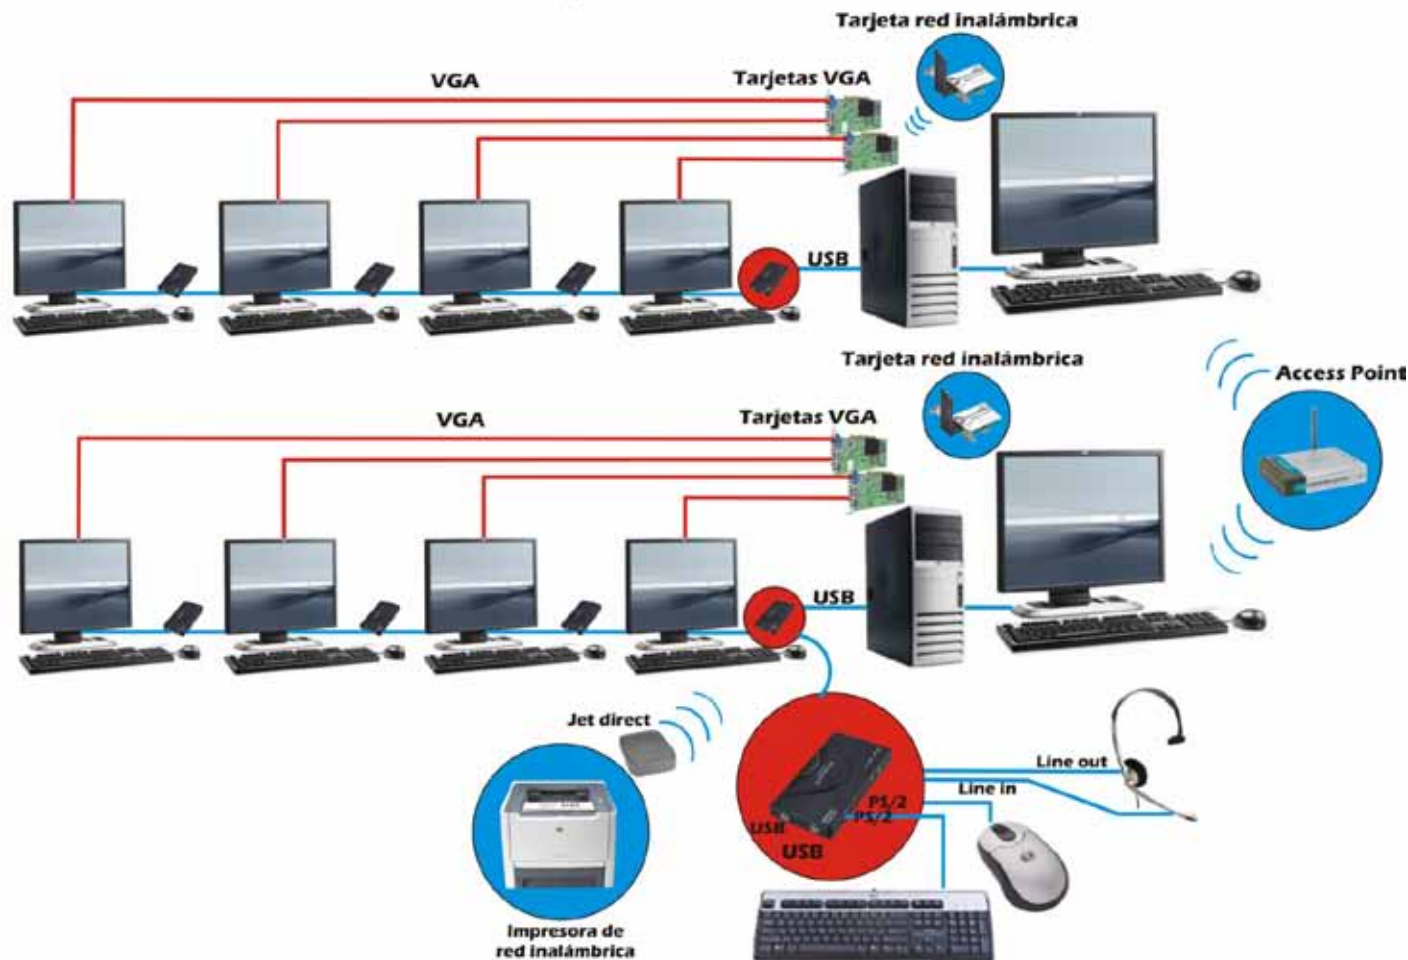 Tarjeta red inalámbrica
VGA
Tarjetas VGA
USB
Tarjeta red inalámbrica
Access Point
VGA
Tarjetas VGA
USB
Jet direct
Line out
Line in
PS/2
PS/2
USB
USB
Impresora de
red inalámbrica